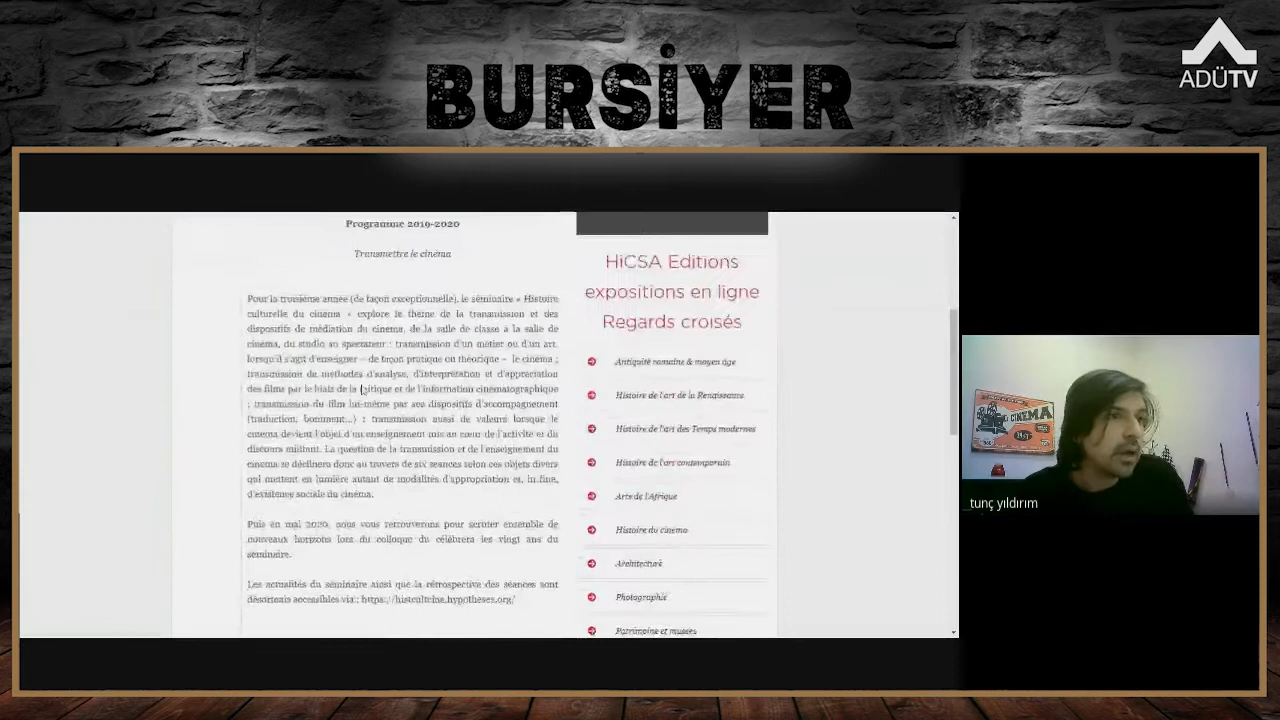 BURSİYER
ADÜTV
Programme 2019-2020
Transmettre le cinéma
Pour la troisième année (de façon exceptionnelle), le séminaire « Histoire
culturelle du cinéma » explore le thème de la transmission et des
dispositifs de médiation du cinéma, de la salle de classe à la salle de
cinéma, du studio au spectateur : transmission d'un métier ou d'un art,
lorsqu'il s'agit d'enseigner – de façon pratique ou théorique – le cinéma ;
transmission de méthodes d'analyse, d'interprétation et d'appréciation
des films par le biais de la critique et de l'information cinématographique
; transmission du film lui-même par ses dispositifs d'accompagnement
(traduction, boniment...) ; transmission aussi de valeurs lorsque le
cinéma devient l'objet d'un enseignement mis au cœur de l'activité et du
discours militant. La question de la transmission et de l'enseignement du
cinéma se déclinera donc au travers de six séances selon ces objets divers
qui mettent en lumière autant de modalités d'appropriation et, in fine,
d'existence sociale du cinéma.
Puis en mai 2020, nous vous retrouverons pour scruter ensemble de
nouveaux horizons lors du colloque du célèbrera les vingt ans du
séminaire.
Les actualités du séminaire ainsi que la rétrospective des séances sont
désormais accessibles via : https://histcultcine.hypotheses.org/
HiCSA Editions
expositions en ligne
Regards croisés
Antiquité romaine & moyen âge
Histoire de l'art de la Renaissance
Histoire de l'art des Temps modernes
Histoire de l'art contemporain
Arts de l'Afrique
Histoire du cinéma
Architecture
Photographie
Patrimoine et musées
CINEMA
tunç yıldırım